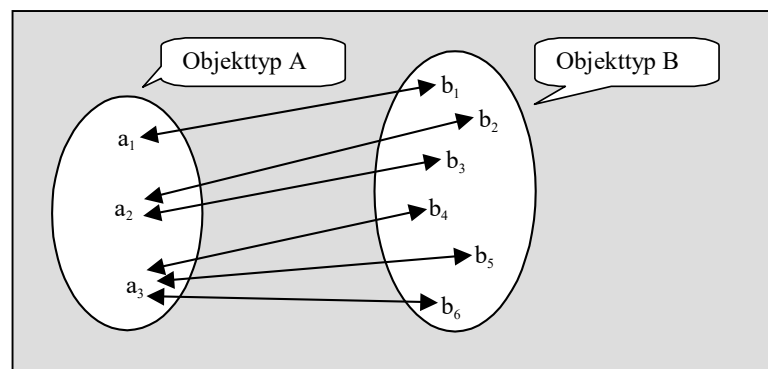 Objekttyp A
Objekttyp B
a₁
a₂
a₃
b₁
b₂
b₃
b₄
b₅
b₆